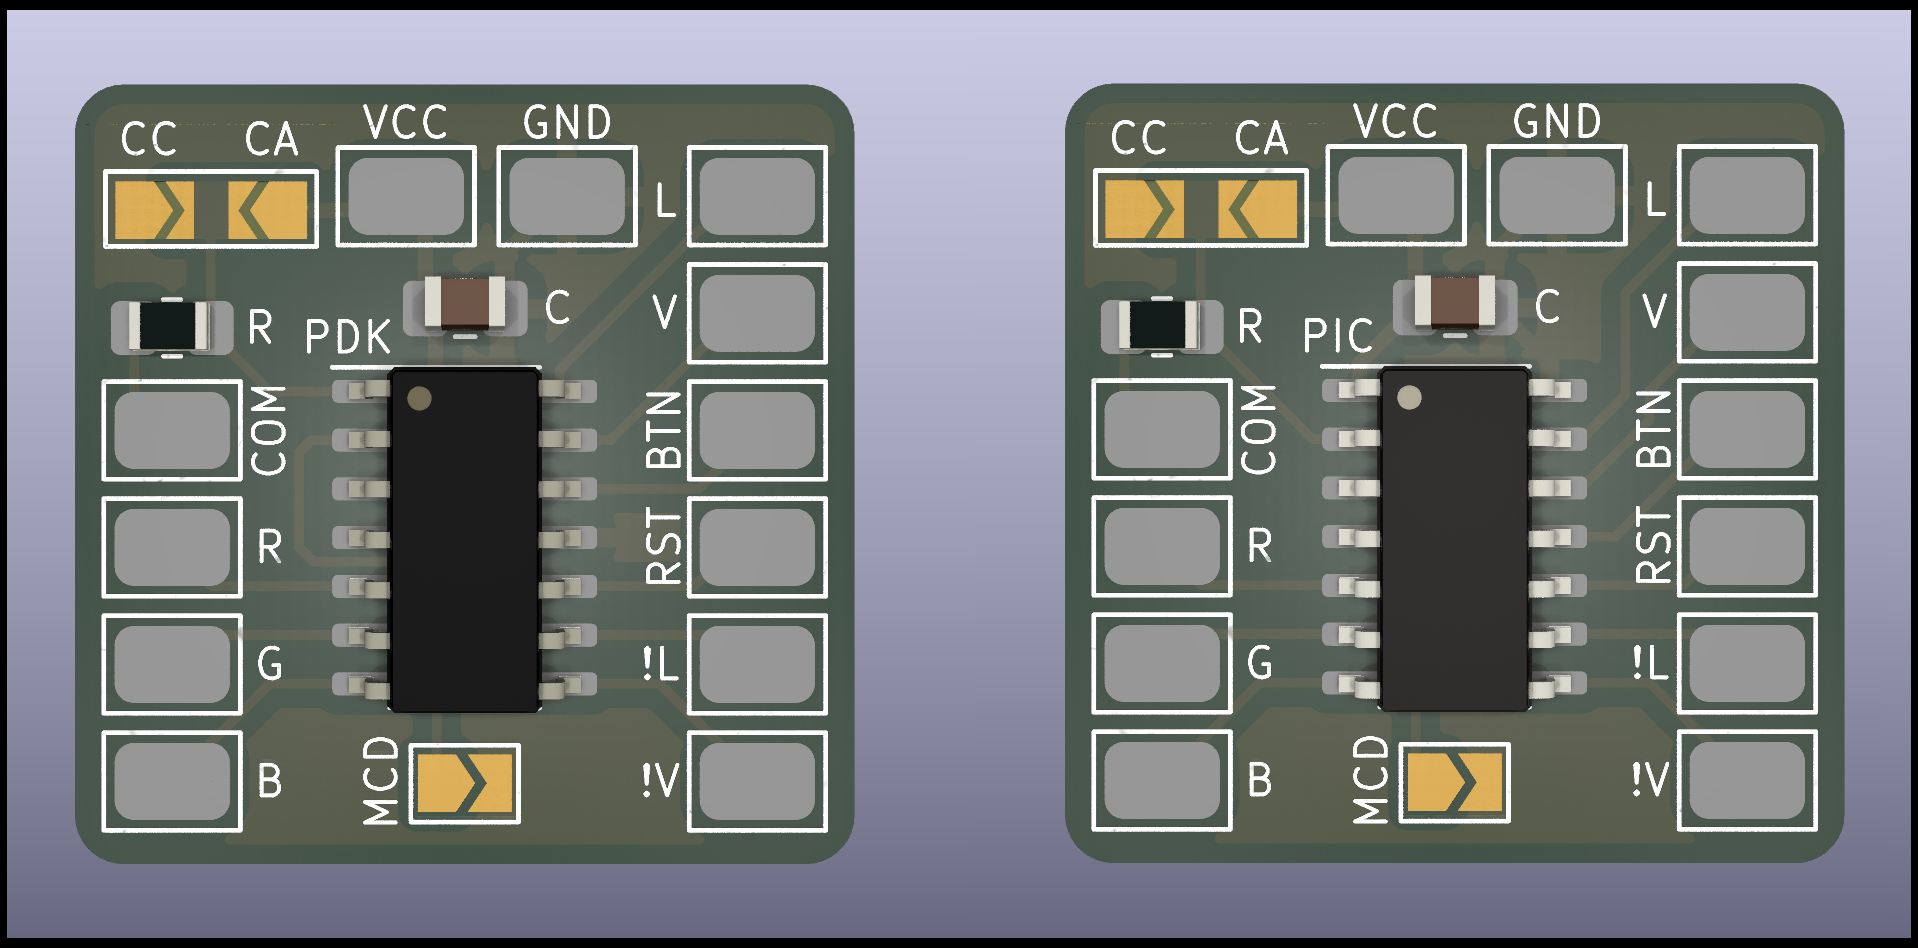 CC CA VCC GND
L
R PDK C V
COM BTN
R RST
G !L
B MCD !V
CC CA VCC GND
L
R PIC C V
COM BTN
R RST
G !L
B MCD !V